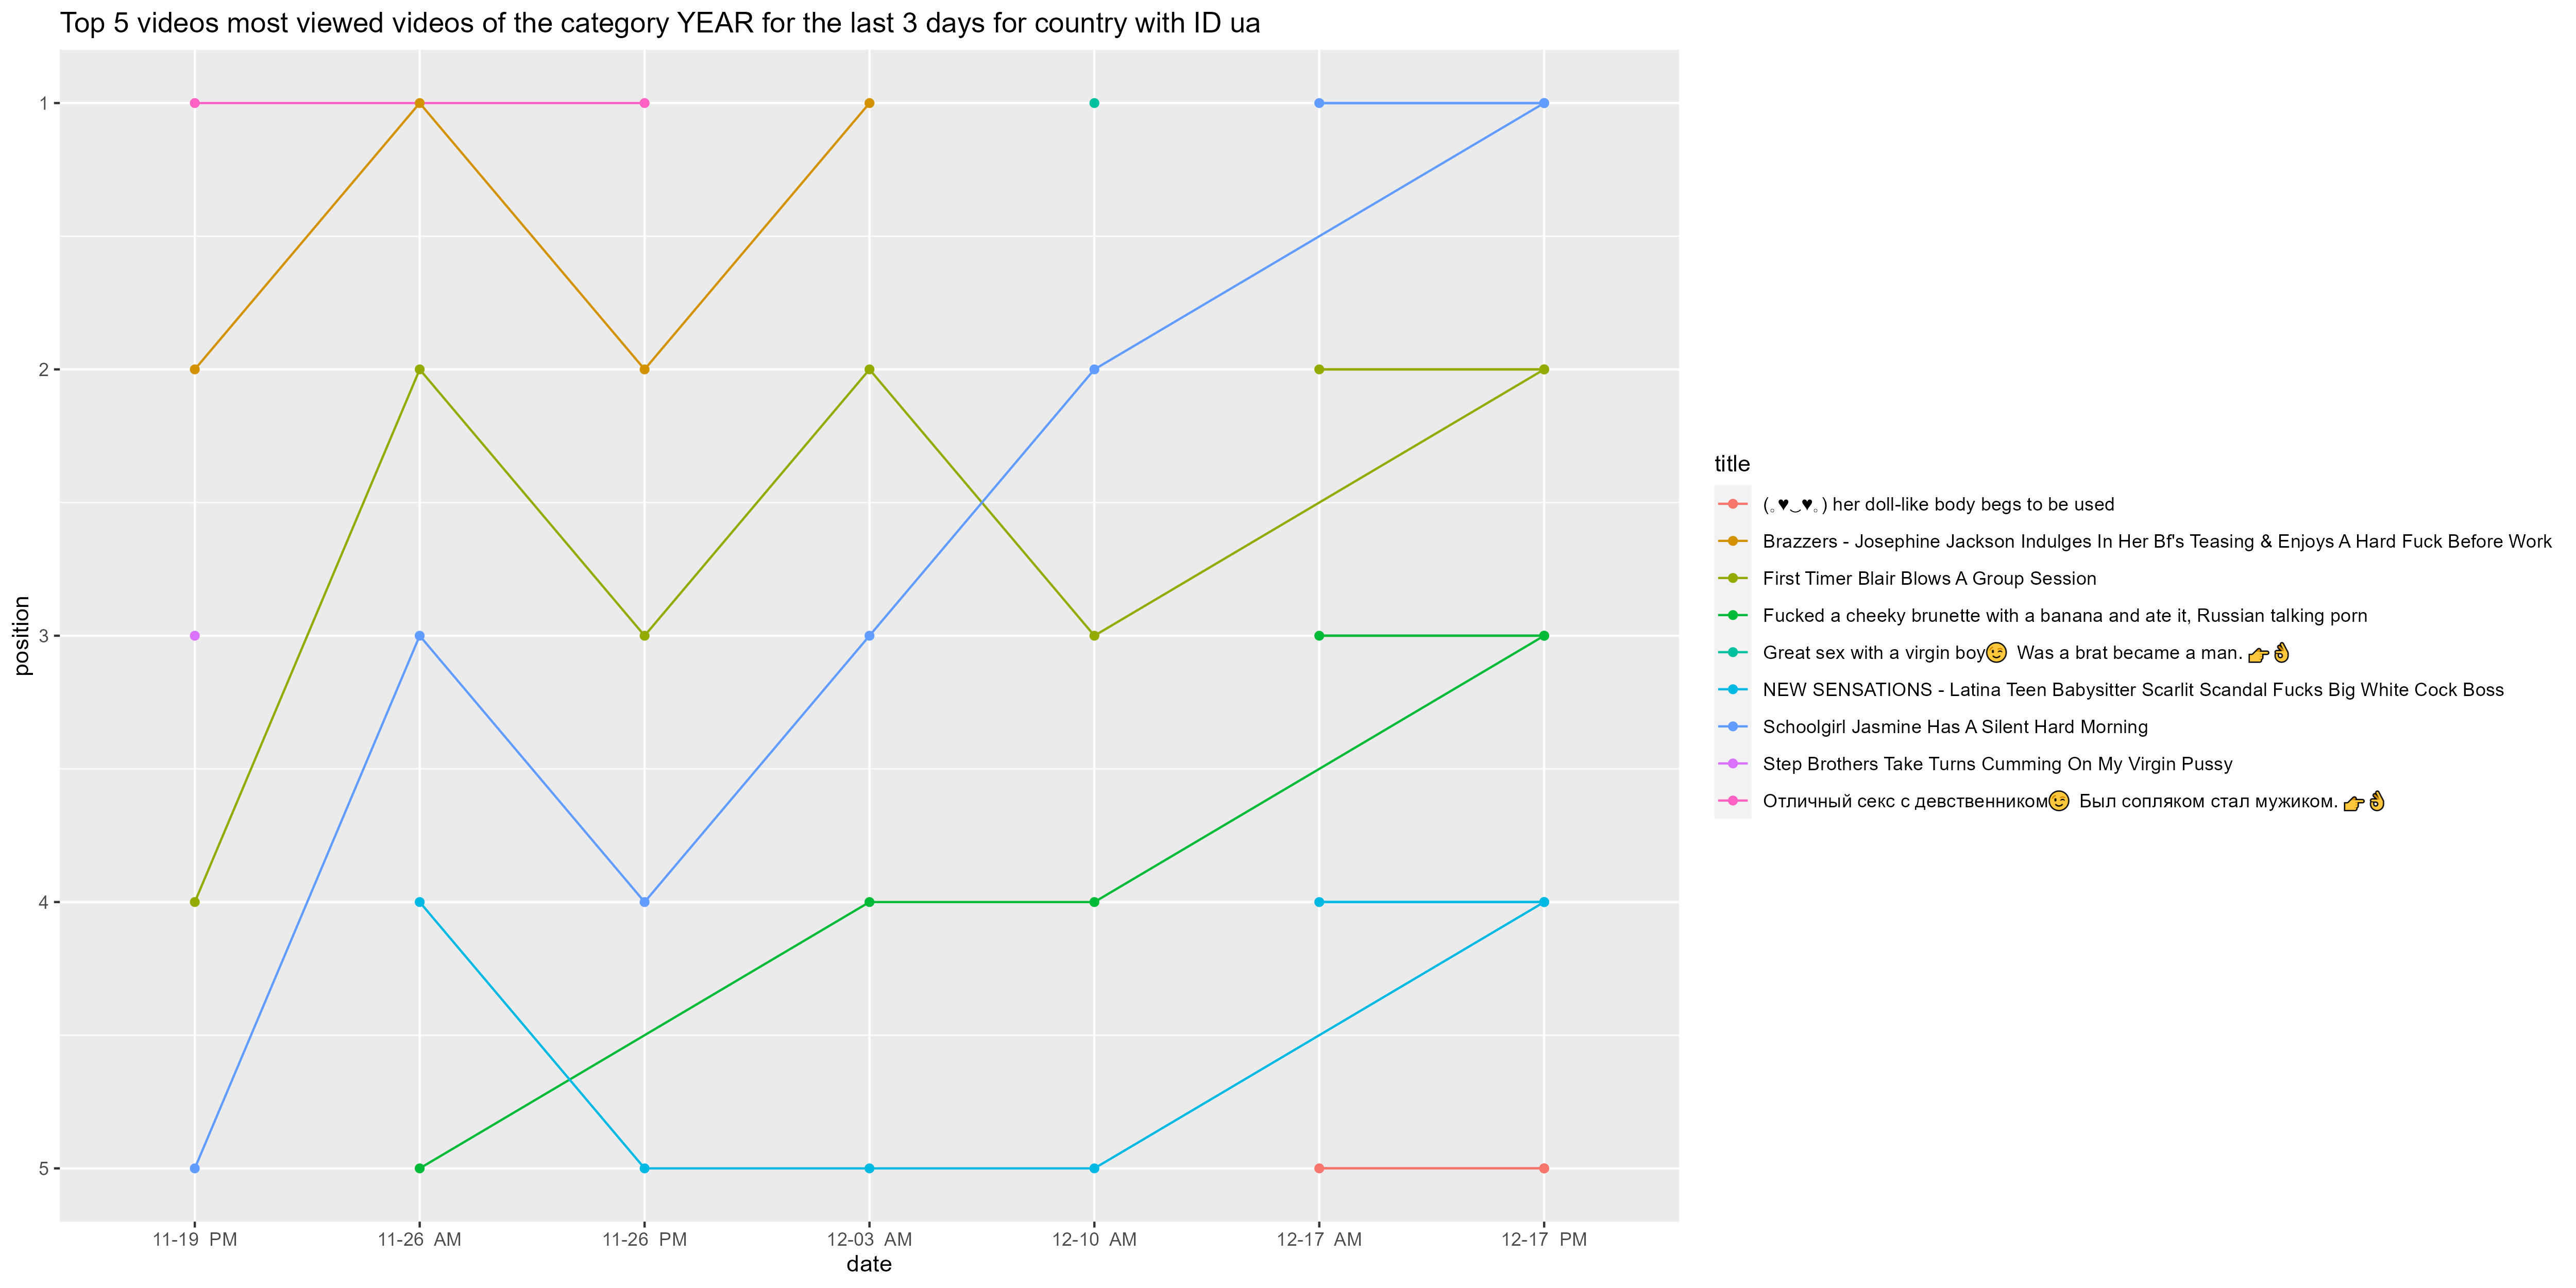 Top 5 videos most viewed videos of the category YEAR for the last 3 days for country with ID ua
position
1
2
3
4
5
11-19 PM
11-26 AM
11-26 PM
12-03 AM
12-10 AM
12-17 AM
12-17 PM
date
title
(˳♥‿♥˳) her doll-like body begs to be used
Brazzers - Josephine Jackson Indulges In Her Bf's Teasing & Enjoys A Hard Fuck Before Work
First Timer Blair Blows A Group Session
Fucked a cheeky brunette with a banana and ate it, Russian talking porn
Great sex with a virgin boy😉 Was a brat became a man. 👉👌
NEW SENSATIONS - Latina Teen Babysitter Scarlit Scandal Fucks Big White Cock Boss
Schoolgirl Jasmine Has A Silent Hard Morning
Step Brothers Take Turns Cumming On My Virgin Pussy
Отличный секс с девственником😉 Был сопляком стал мужиком. 👉👌